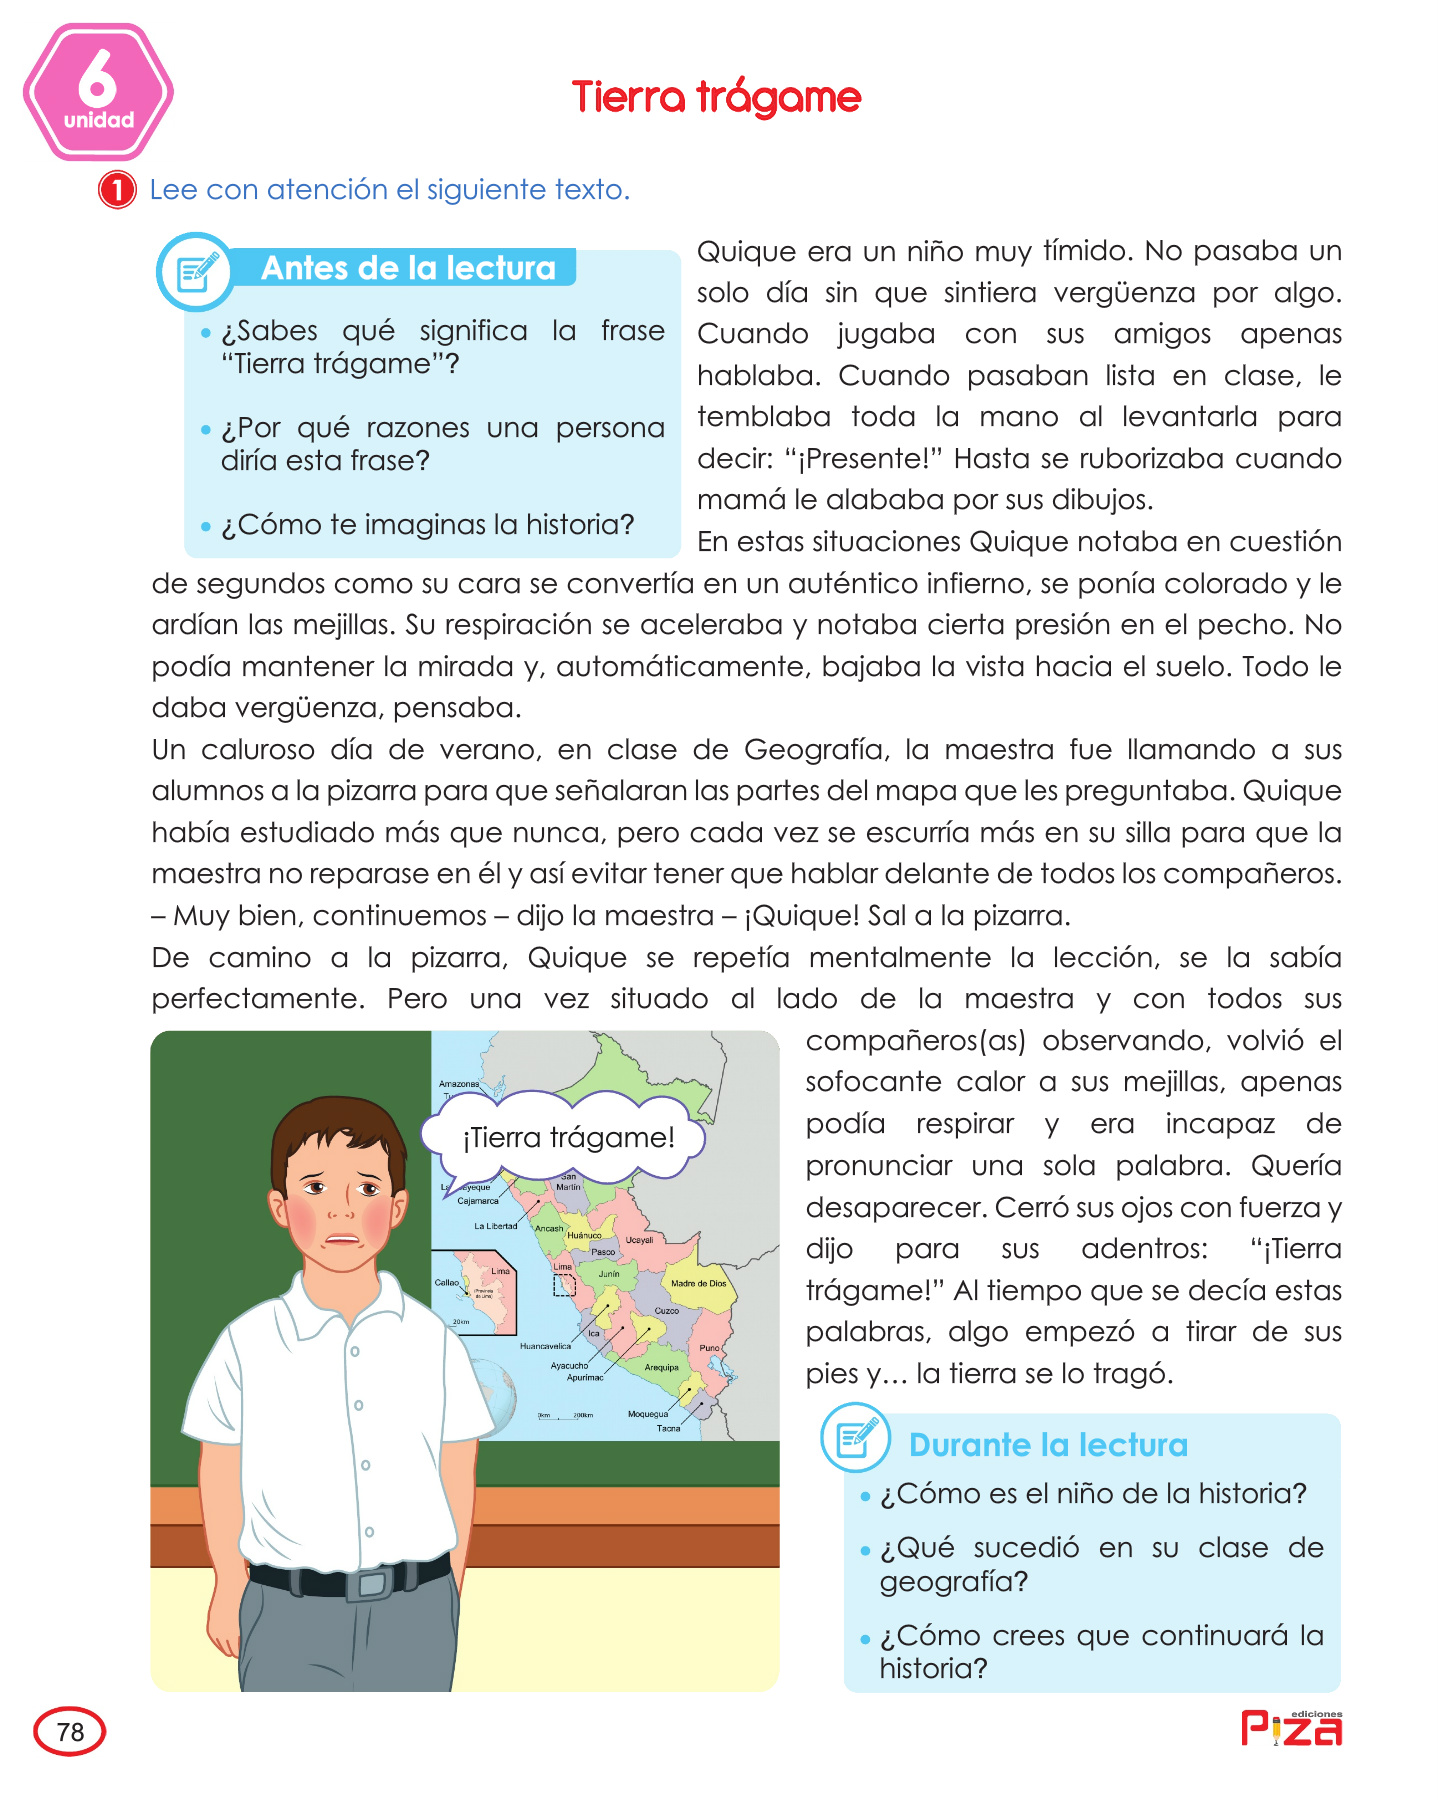 6
unidad
Tierra trágame
1 Lee con atención el siguiente texto.
Antes de la lectura
• ¿Sabes qué significa la frase
“Tierra trágame”?
• ¿Por qué razones una persona
diría esta frase?
• ¿Cómo te imaginas la historia?
Quique era un niño muy tímido. No pasaba un
solo día sin que sintiera vergüenza por algo.
Cuando jugaba con sus amigos apenas
hablaba. Cuando pasaban lista en clase, le
temblaba toda la mano al levantarla para
decir: “¡Presente!” Hasta se ruborizaba cuando
mamá le alababa por sus dibujos.
En estas situaciones Quique notaba en cuestión
de segundos como su cara se convertía en un auténtico infierno, se ponía colorado y le
ardían las mejillas. Su respiración se aceleraba y notaba cierta presión en el pecho. No
podía mantener la mirada y, automáticamente, bajaba la vista hacia el suelo. Todo le
daba vergüenza, pensaba.
Un caluroso día de verano, en clase de Geografía, la maestra fue llamando a sus
alumnos a la pizarra para que señalaran las partes del mapa que les preguntaba. Quique
había estudiado más que nunca, pero cada vez se escurría más en su silla para que la
maestra no reparase en él y así evitar tener que hablar delante de todos los compañeros.
– Muy bien, continuemos – dijo la maestra – ¡Quique! Sal a la pizarra.
De camino a la pizarra, Quique se repetía mentalmente la lección, se la sabía
perfectamente. Pero una vez situado al lado de la maestra y con todos sus
compañeros(as) observando, volvió el
sofocante calor a sus mejillas, apenas
podía respirar y era incapaz de
pronunciar una sola palabra. Quería
desaparecer. Cerró sus ojos con fuerza y
dijo para sus adentros: “¡Tierra
trágame!” Al tiempo que se decía estas
palabras, algo empezó a tirar de sus
pies y… la tierra se lo tragó.
Amazonas
¡Tierra trágame!
San
Martín
Cajamarca
La Libertad
Ancash
Huánuco
Ucayali
Pasco
Lima
Junín
Callao
Lima
(Provincia
de Lima)
20km
Madre de Dios
Cuzco
Ica
Huancavelica
Ayacucho
Apurímac
Arequipa
Puno
Moquegua
Tacna
0km 200km
Durante la lectura
• ¿Cómo es el niño de la historia?
• ¿Qué sucedió en su clase de
geografía?
• ¿Cómo crees que continuará la
historia?
78
ediciones
Piza